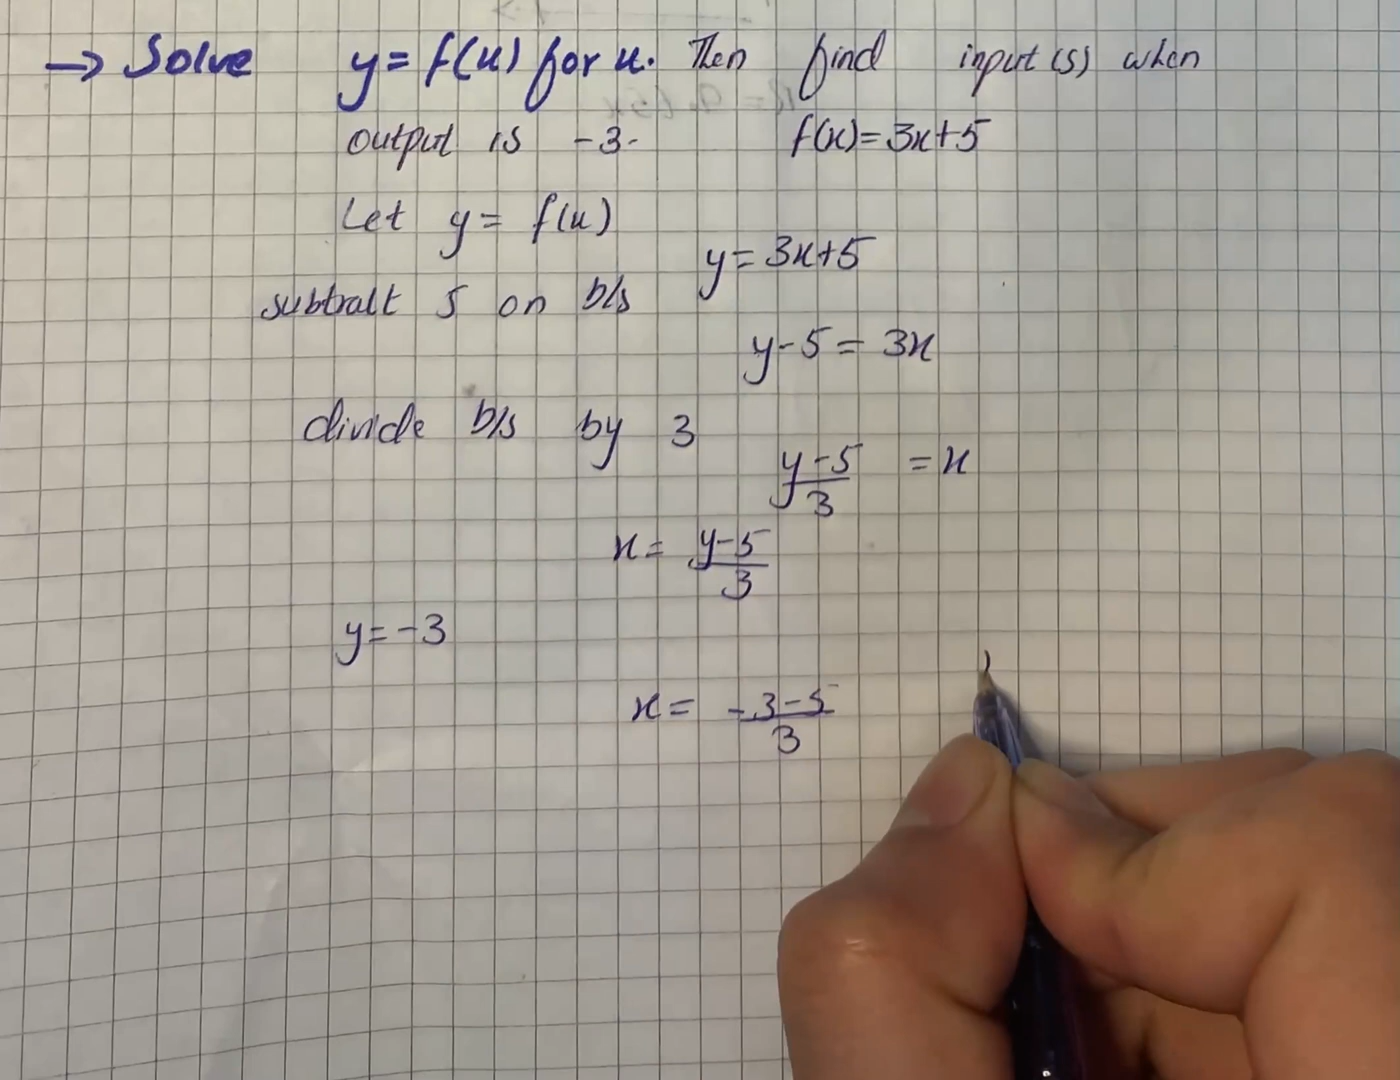 → Solve y = f(x) for x. Then find input(s) when
output is -3. f(x)=3x+5
Let y = f(x)
y = 3x+5
subtract 5 on b/s
y-5 = 3x
divide b/s by 3
y-5/3 = x
x = y-5/3
y = -3
x = -3-5/3